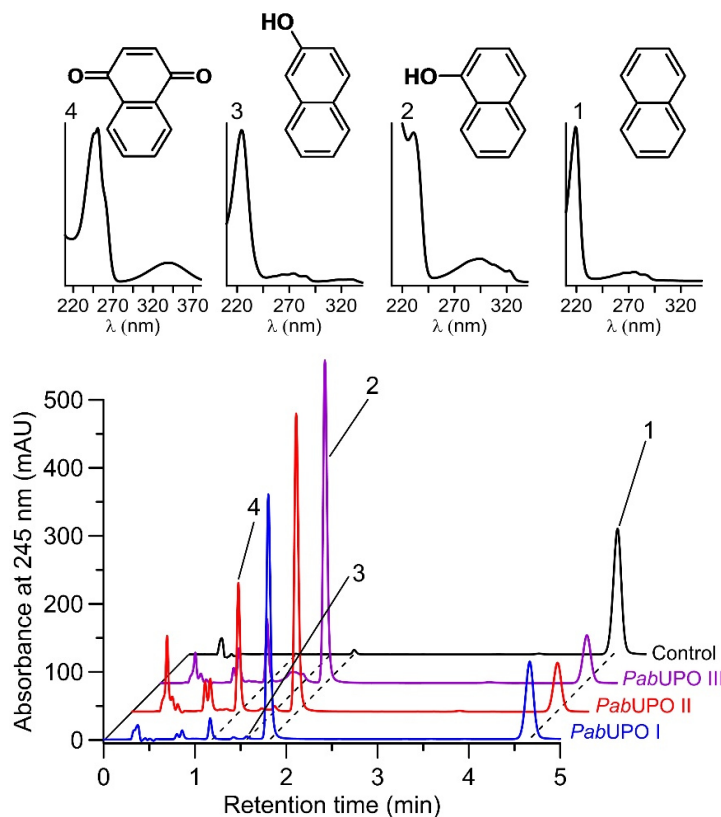 HO
O O HO
4 3 2 1
220 290 340 370
λ (nm)
220 270 320
λ (nm)
220 270 320
λ (nm)
220 270 320
λ (nm)
500
400
300
200
100
0
Absorbance at 245 nm (mAU)
2
1
4
3
Control
PabUPO III
PabUPO II
PabUPO I
0 1 2 3 4 5
Retention time (min)